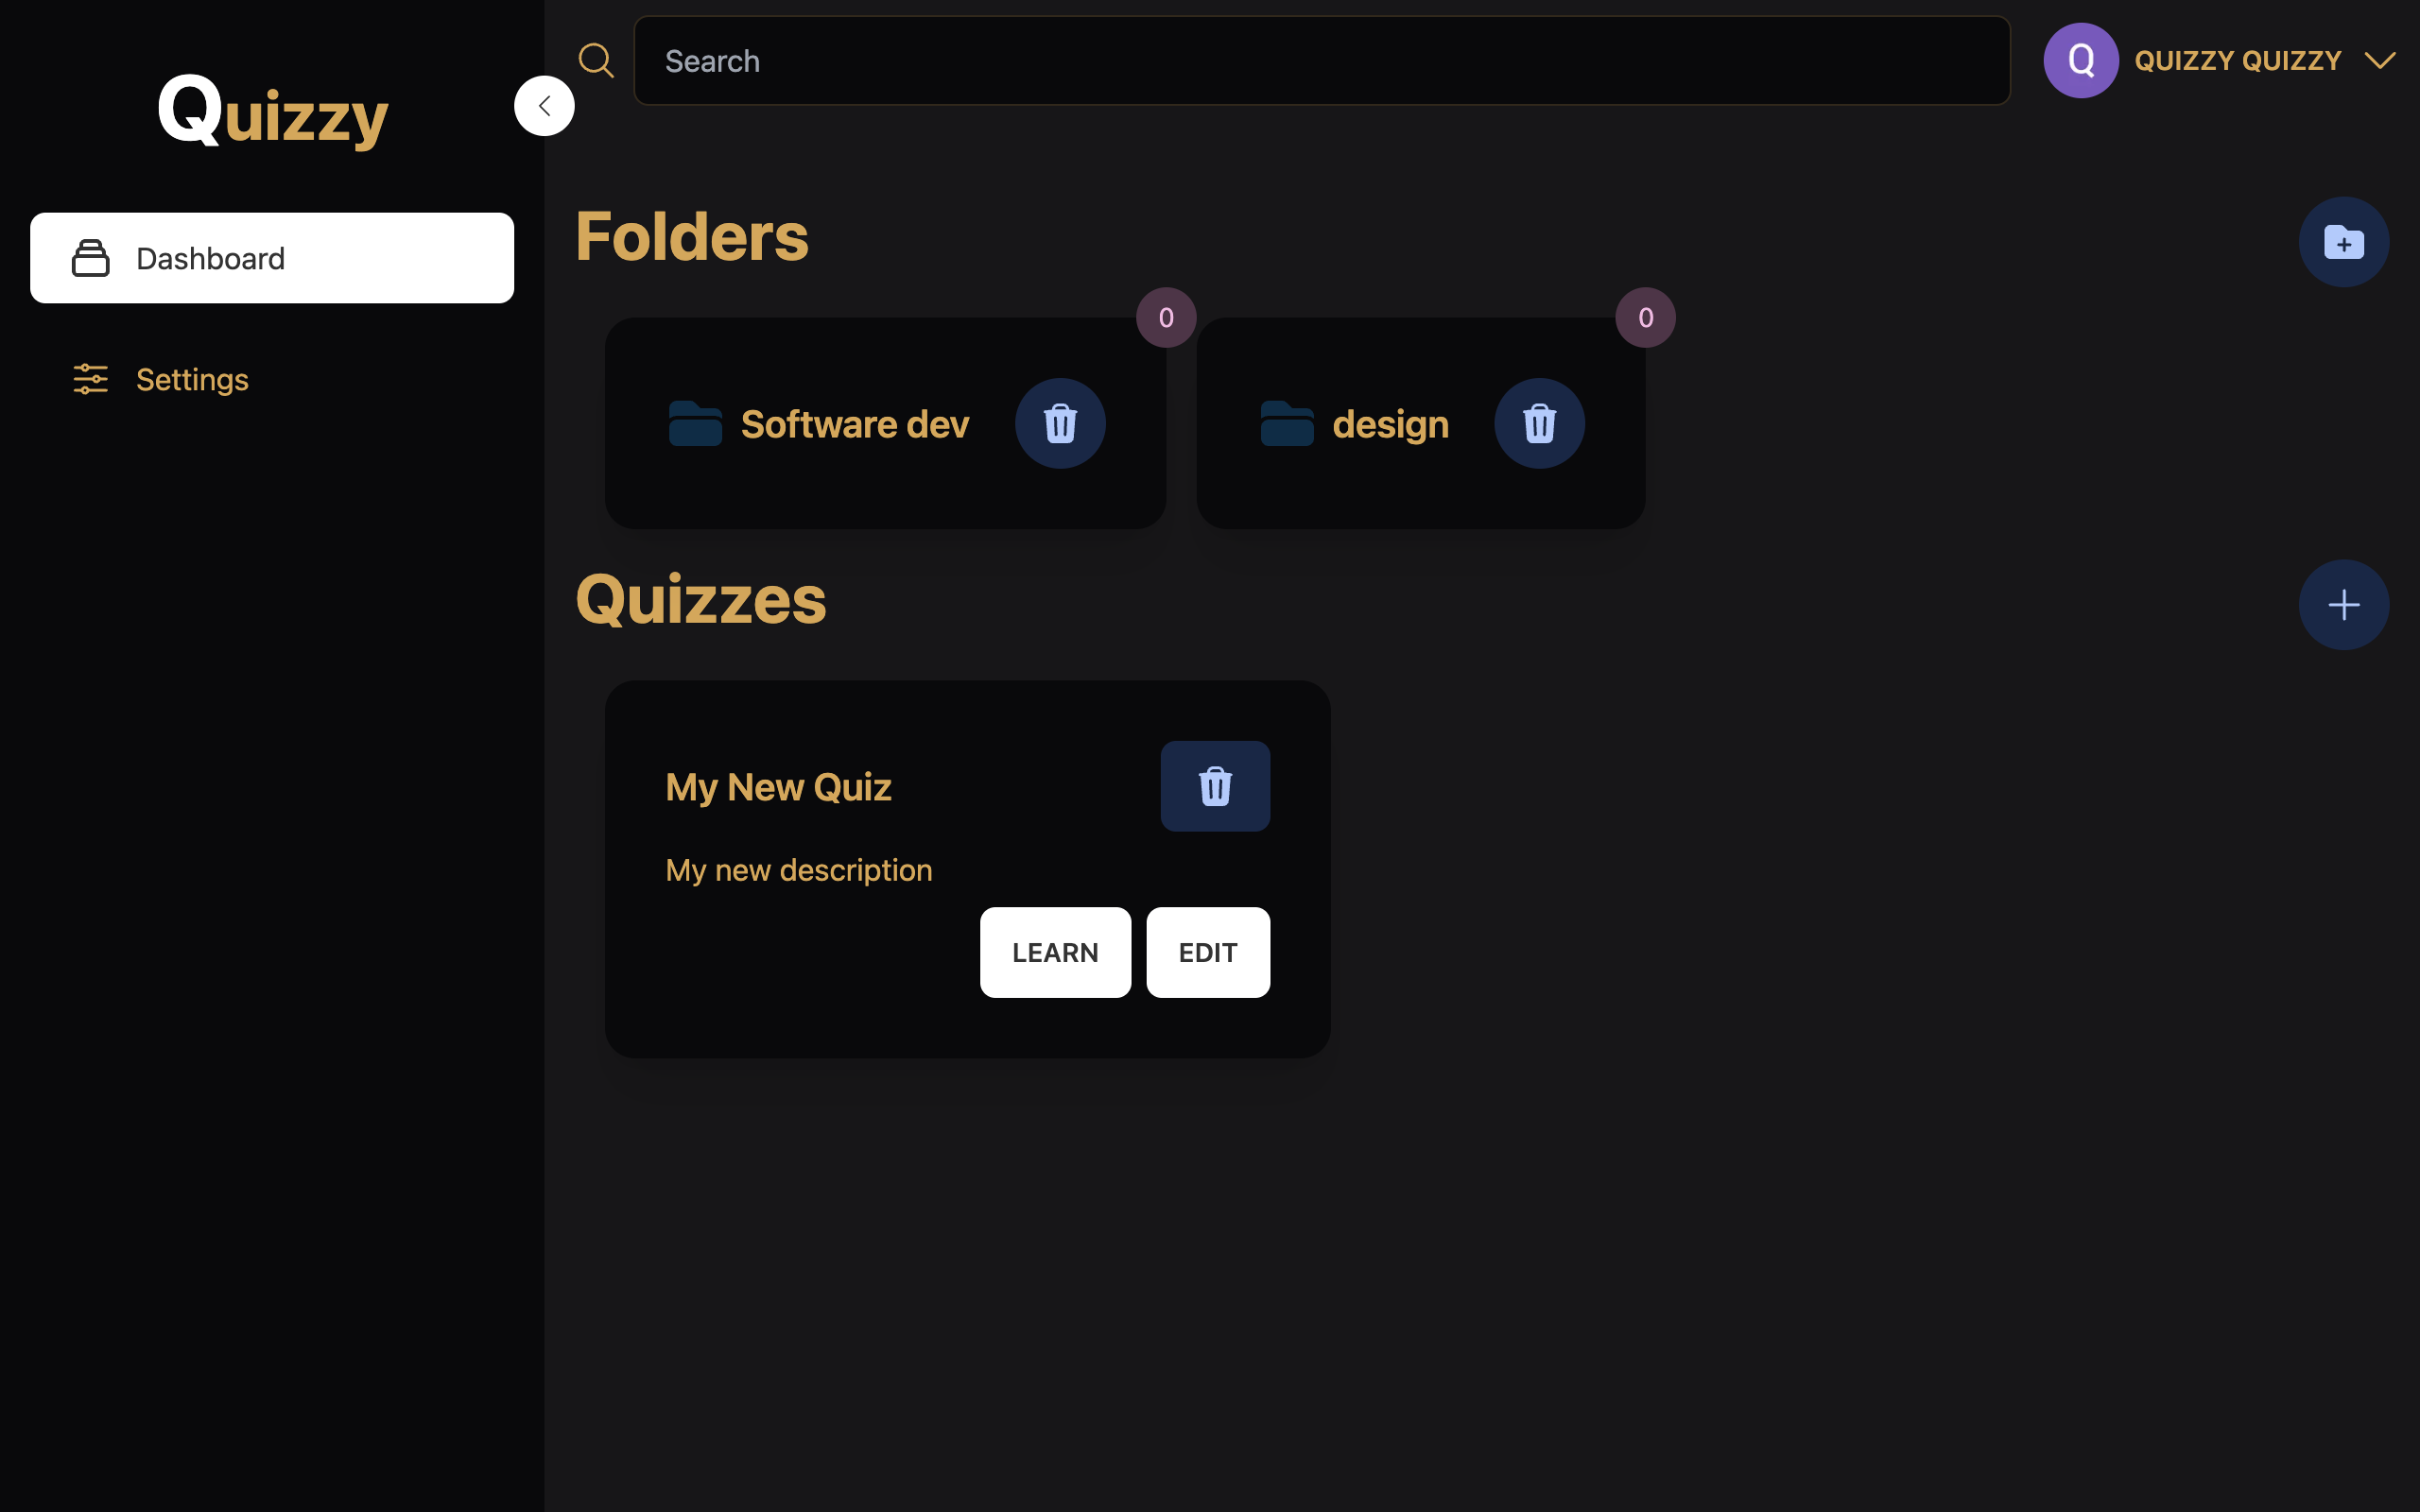 Quizzy
Dashboard
Settings
Search
Q
QUIZZY QUIZZY
Folders
0
Software dev
0
design
Quizzes
My New Quiz
My new description
LEARN
EDIT